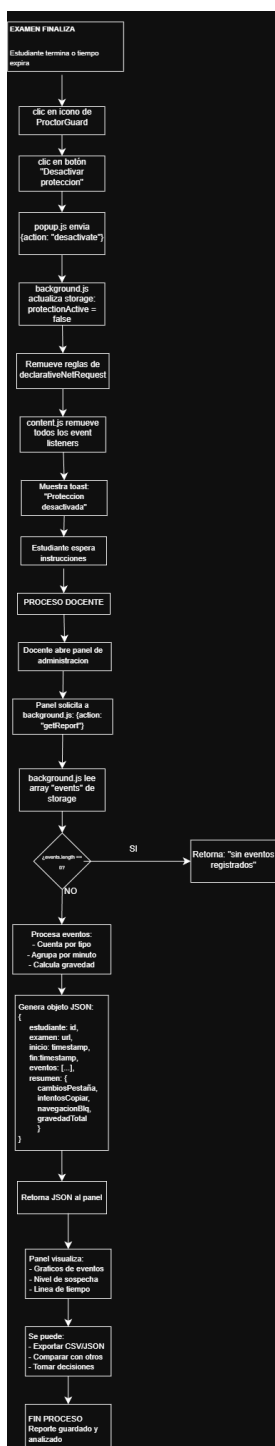 EXAMEN FINALIZA
Estudiante termina o tiempo
expira
clic en icono de
ProctorGuard
clic en botón
"Desactivar
proteccion"
popup.js envia
{action: "desactivate"}
background.js
actualiza storage:
protectionActive =
false
Remueve reglas de
declarativeNetRequest
content.js remueve
todos los event
listeners
Muestra toast:
"Proteccion
desactivada"
Estudiante espera
instrucciones
PROCESO DOCENTE
Docente abre panel de
administracion
Panel solicita a
background.js: {action:
"getReport"}
background.js lee
array "events" de
storage
¿events.length ==
0?
SI
Retorna: "sin eventos
registrados"
NO
Procesa eventos:
- Cuenta por tipo
- Agrupa por minuto
- Calcula gravedad
Genera objeto JSON:
{
estudiante: id,
examen: url,
inicio: timestamp,
fin:timestamp,
eventos: [...],
resumen: {
cambiosPestaña,
intentosCopiar,
navegacionBlq,
gravedadTotal
}
}
Retorna JSON al panel
Panel visualiza:
- Graficos de eventos
- Nivel de sospecha
- Linea de tiempo
Se puede:
- Exportar CSV/JSON
- Comparar con otros
- Tomar decisiones
FIN PROCESO
Reporte guardado y
analizado